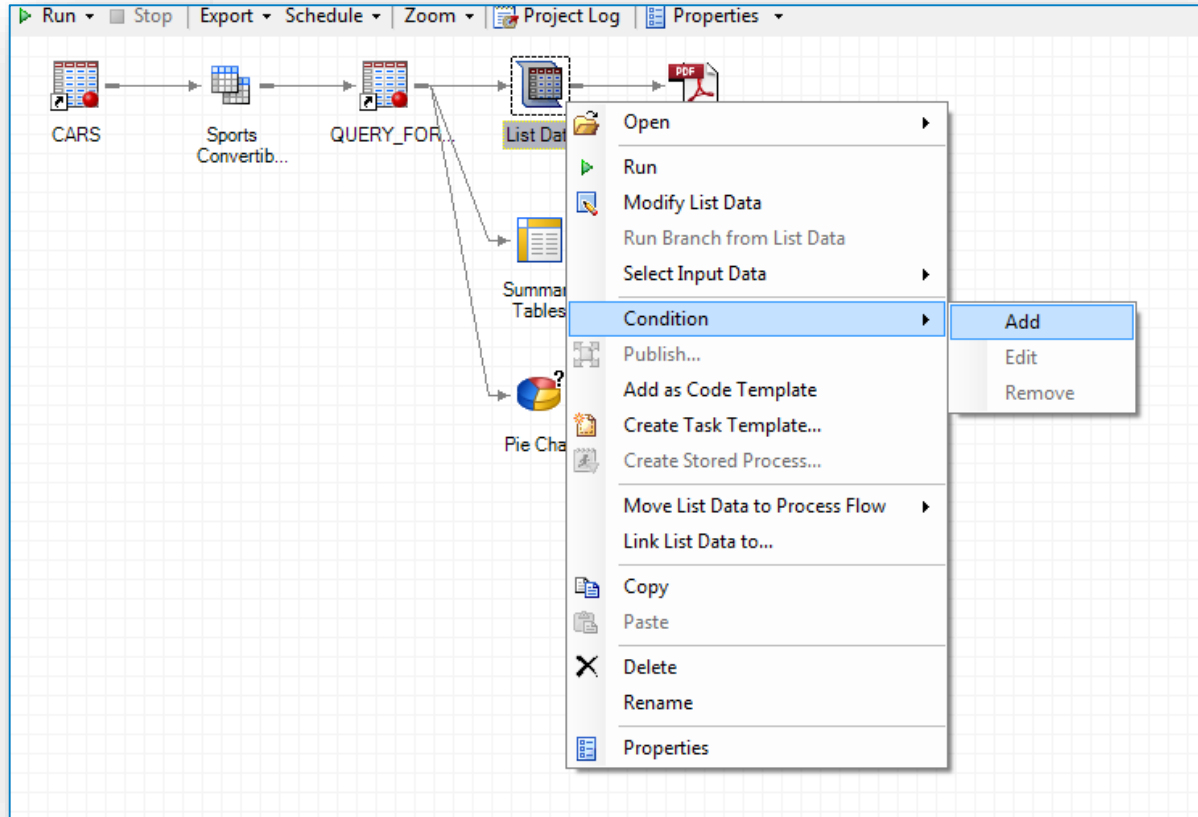 Run Stop Export Schedule Zoom Project Log Properties
CARS
Sports
Convertib...
QUERY_FOR...
List Dat
PDF
Summar
Tables
?
Pie Cha
Open
Run
Modify List Data
Run Branch from List Data
Select Input Data
Condition
Publish...
Add as Code Template
Create Task Template...
Create Stored Process...
Move List Data to Process Flow
Link List Data to...
Copy
Paste
Delete
Rename
Properties
Add
Edit
Remove